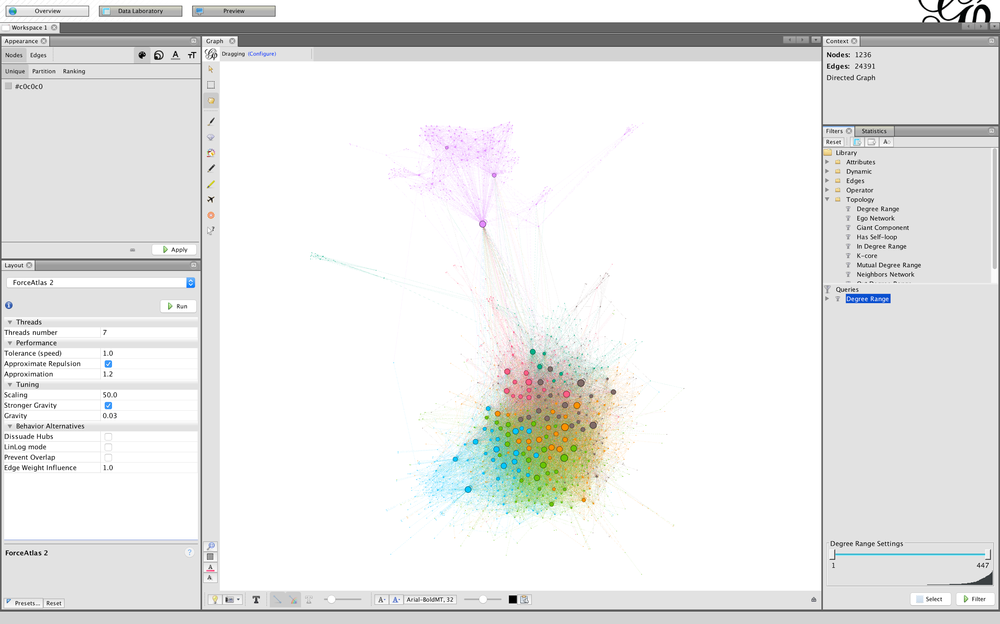 Overview
Data Laboratory
Preview
Workspace 1
Appearance
Nodes
Edges
A
TT
Unique
Partition
Ranking
#c0c0c0
Apply
Layout
ForceAtlas 2
Run
Threads
Threads number 7
Performance
Tolerance (speed) 1.0
Approximate Repulsion
Approximation 1.2
Tuning
Scaling 50.0
Stronger Gravity
Gravity 0.03
Behavior Alternatives
Dissuade Hubs
LinLog mode
Prevent Overlap
Edge Weight Influence 1.0
ForceAtlas 2
?
Presets...
Reset
Graph
Dragging (Configure)
?
A
A
T
T
A
A
Arial-BoldMT, 32
Context
Nodes: 1236
Edges: 24391
Directed Graph
Filters
Statistics
Reset
A
Library
Attributes
Dynamic
Edges
Operator
Topology
Degree Range
Ego Network
Giant Component
Has Self-loop
In Degree Range
K-core
Mutual Degree Range
Neighbors Network
Queries
Degree Range
Degree Range Settings
1
447
Select
Filter